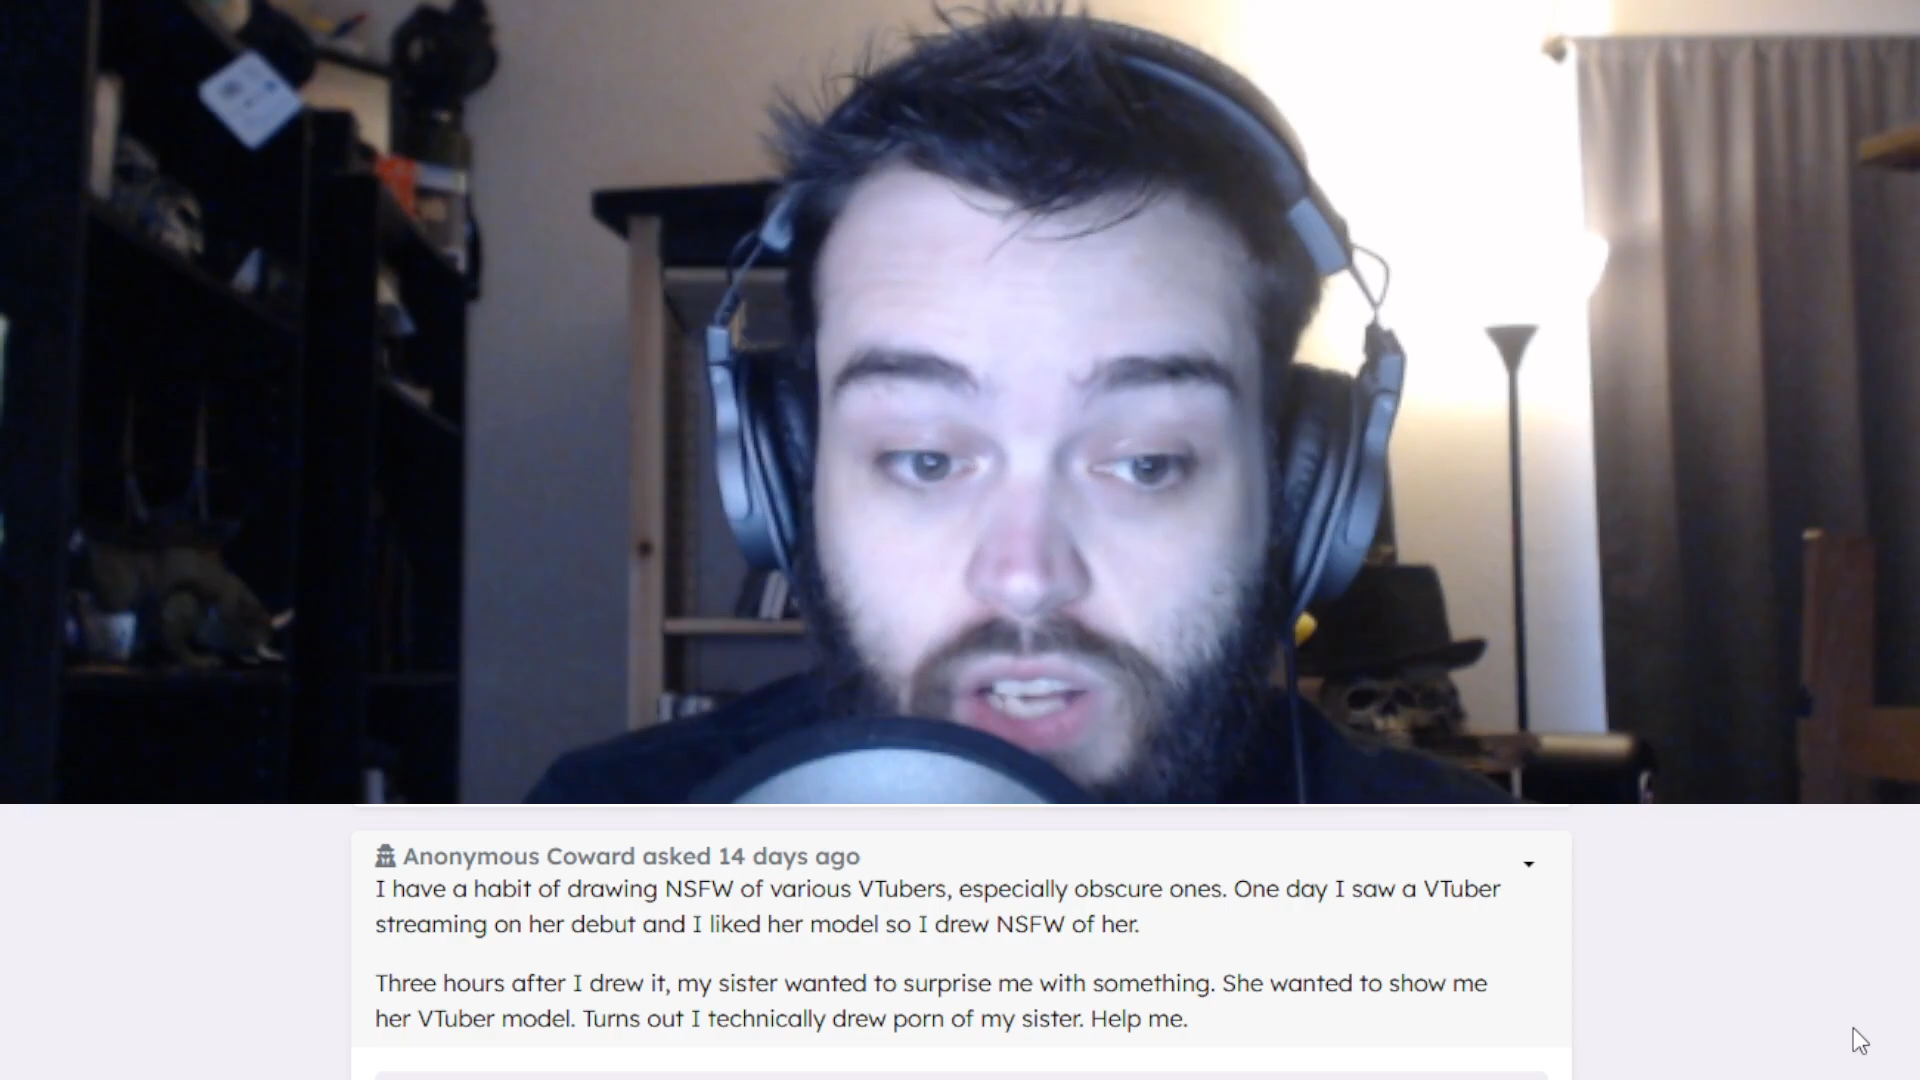 Anonymous Coward asked 14 days ago
I have a habit of drawing NSFW of various VTubers, especially obscure ones. One day I saw a VTuber
streaming on her debut and I liked her model so I drew NSFW of her.
Three hours after I drew it, my sister wanted to surprise me with something. She wanted to show me
her VTuber model. Turns out I technically drew porn of my sister. Help me.